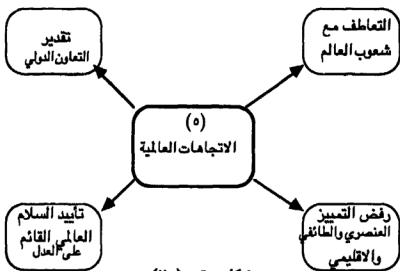 التعاطف مع
شعوب العالم
تقدير
التعاون الدولي
(٥)
الاتجاهات العالمية
رفض التمييز
العنصري والطائفي
والاقليمي
تأييد السلام
العالمي القائم
على العدل